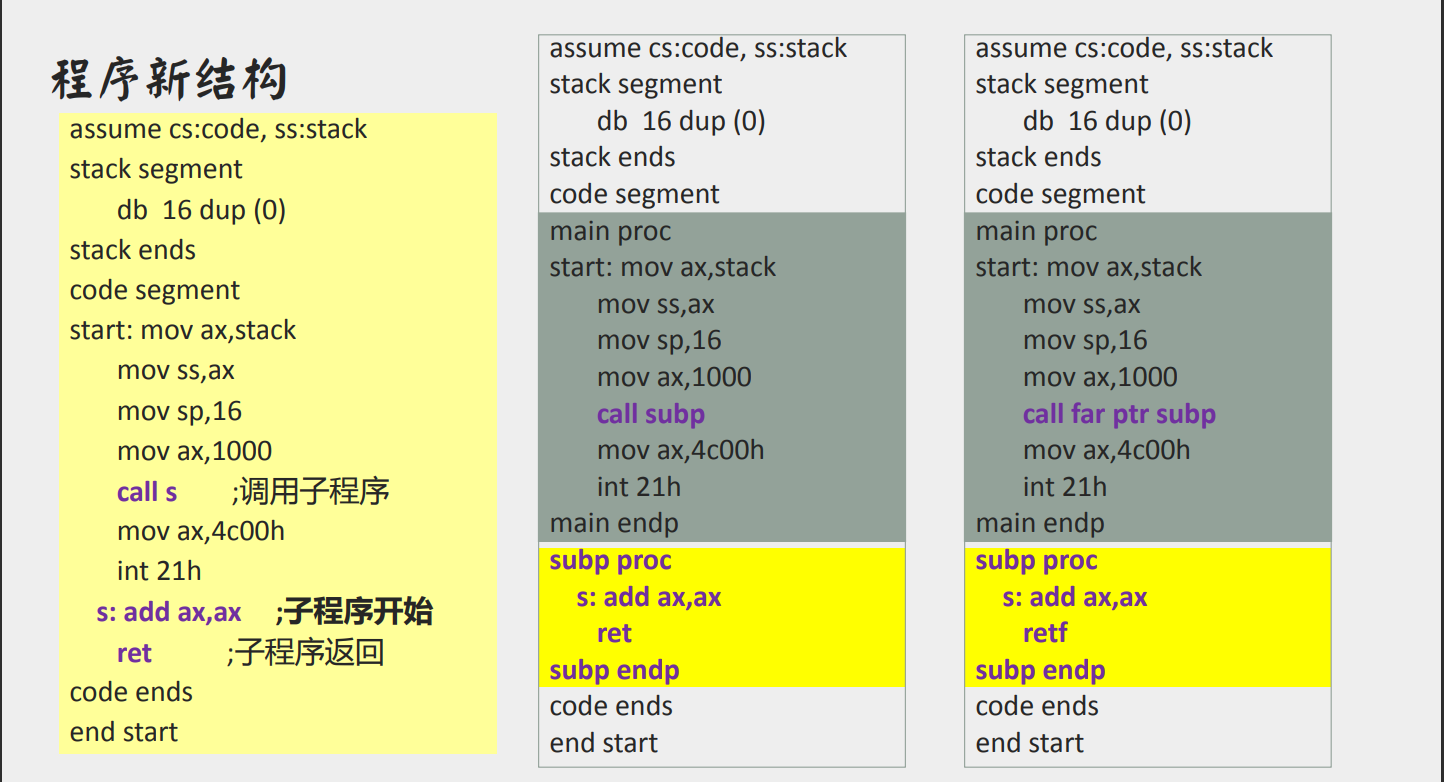 程序新结构
assume cs:code, ss:stack
stack segment
db 16 dup (0)
stack ends
code segment
start: mov ax,stack
mov ss,ax
mov sp,16
mov ax,1000
call s ;调用子程序
mov ax,4c00h
int 21h
s: add ax,ax ;子程序开始
ret ;子程序返回
code ends
end start
assume cs:code, ss:stack
stack segment
db 16 dup (0)
stack ends
code segment
main proc
start: mov ax,stack
mov ss,ax
mov sp,16
mov ax,1000
call subp
mov ax,4c00h
int 21h
main endp
subp proc
s: add ax,ax
ret
subp endp
code ends
end start
assume cs:code, ss:stack
stack segment
db 16 dup (0)
stack ends
code segment
main proc
start: mov ax,stack
mov ss,ax
mov sp,16
mov ax,1000
call far ptr subp
mov ax,4c00h
int 21h
main endp
subp proc
s: add ax,ax
retf
subp endp
code ends
end start